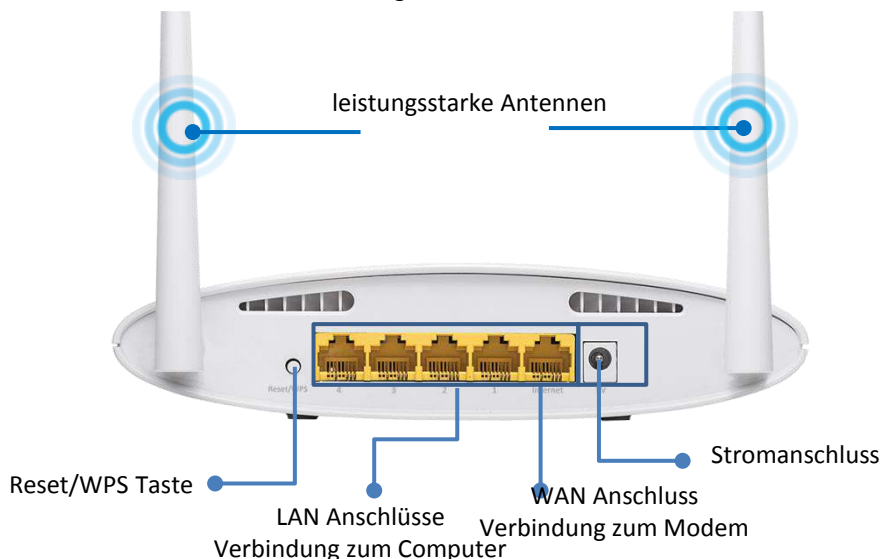 leistungsstarke Antennen
Reset/WPS
4
3
2
1
Internet
Stromanschluss
Reset/WPS Taste
WAN Anschluss
Verbindung zum Modem
LAN Anschlüsse
Verbindung zum Computer